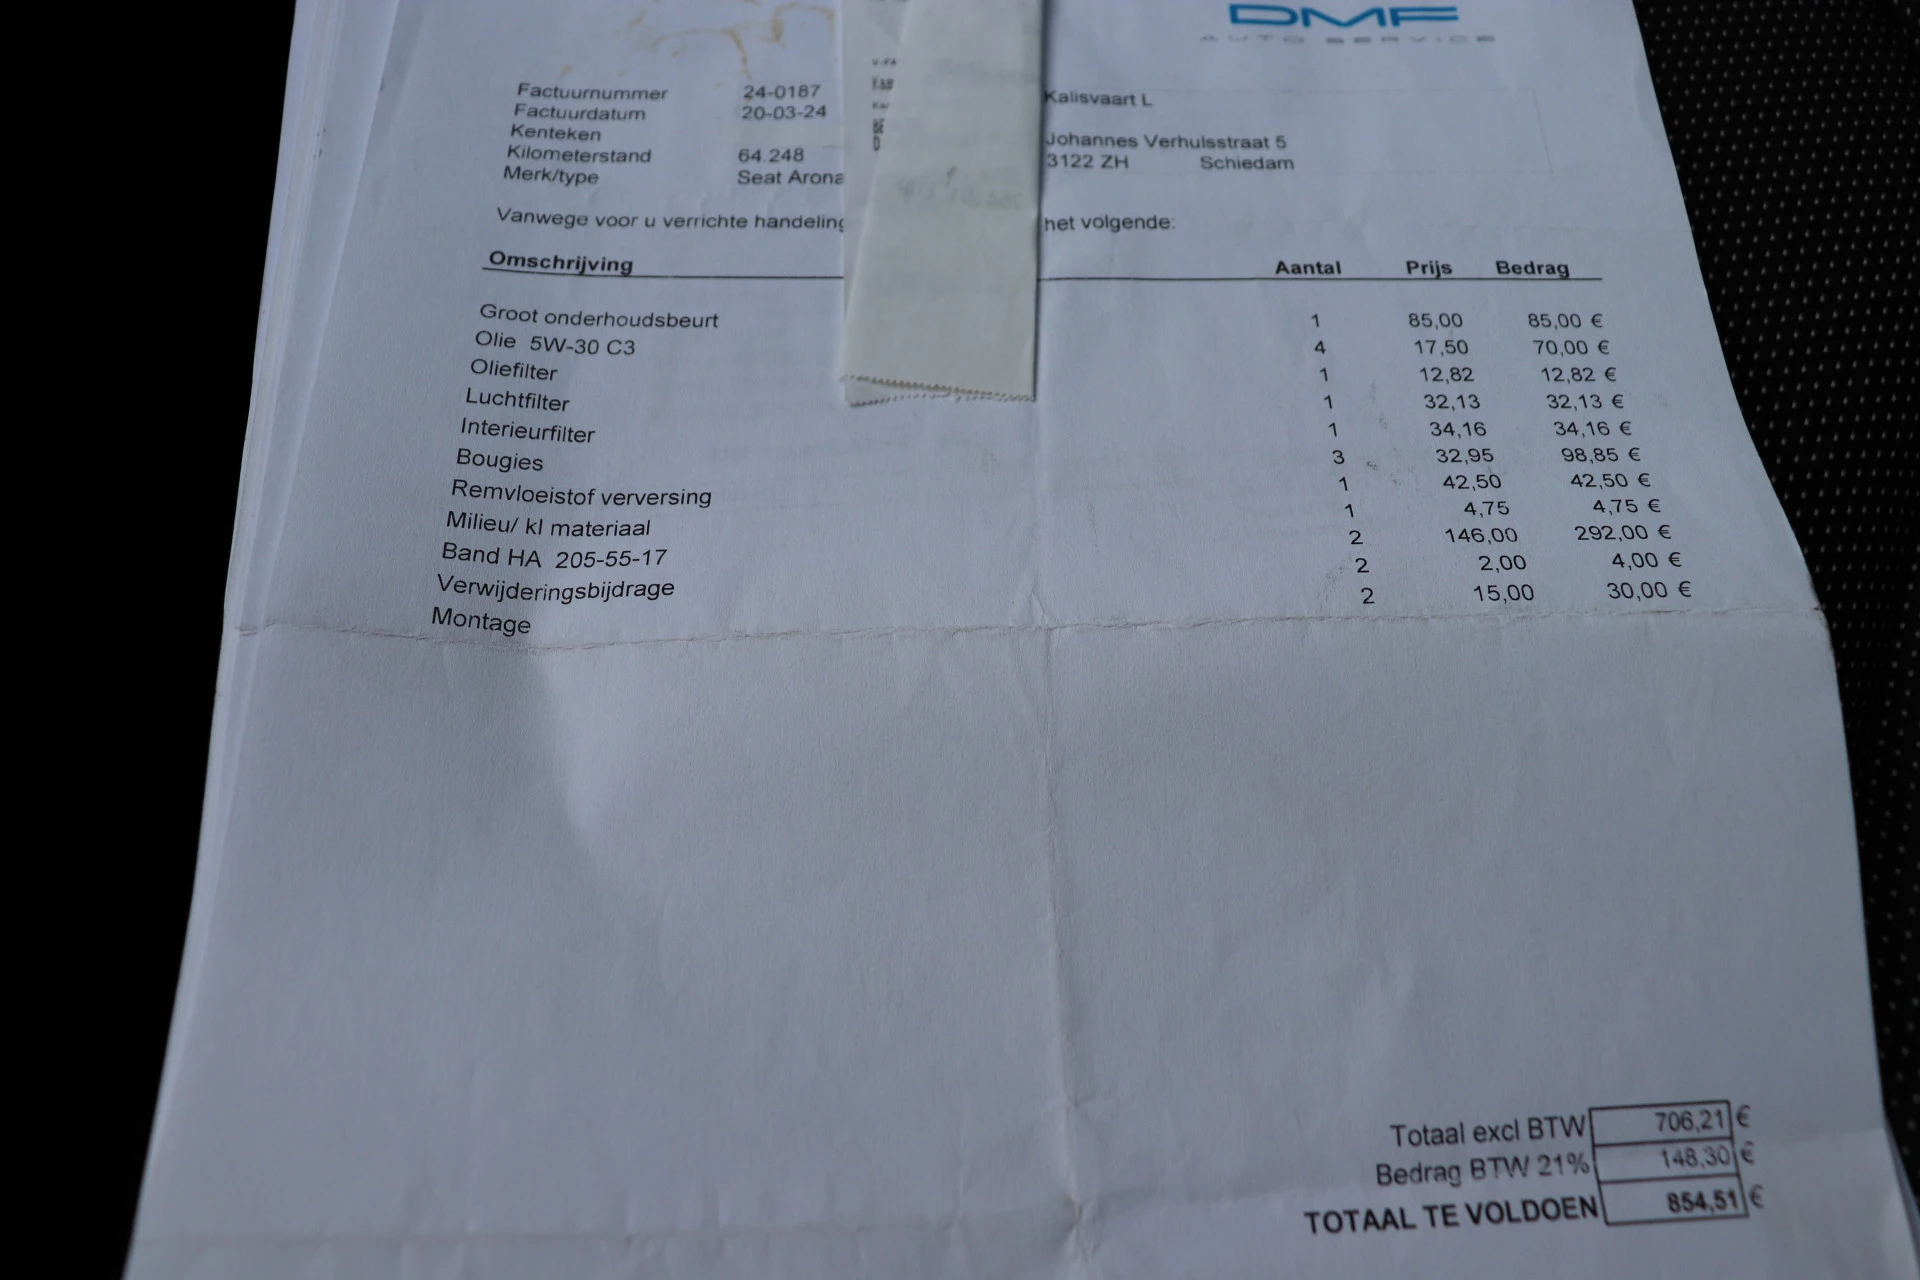 DMF
AUTO SERVICE
Factuurnummer 24-0187
Factuurdatum 20-03-24
Kenteken
Kilometerstand 64.248
Merk/type Seat Arona
Kalisvaart L
Johannes Verhulsstraat 5
3122 ZH Schiedam
Vanwege voor u verrichte handeling het volgende:
Omschrijving Aantal Prijs Bedrag
Groot onderhoudsbeurt 1 85,00 85,00 €
Olie 5W-30 C3 4 17,50 70,00 €
Oliefilter 1 12,82 12,82 €
Luchtfilter 1 32,13 32,13 €
Interieurfilter 1 34,16 34,16 €
Bougies 3 32,95 98,85 €
Remvloeistof verversing 1 42,50 42,50 €
Milieu/ kl materiaal 1 4,75 4,75 €
Band HA 205-55-17 2 146,00 292,00 €
Verwijderingsbijdrage 2 2,00 4,00 €
Montage 2 15,00 30,00 €
Totaal excl BTW 706,21 €
Bedrag BTW 21% 148,30 €
TOTAAL TE VOLDOEN 854,51 €